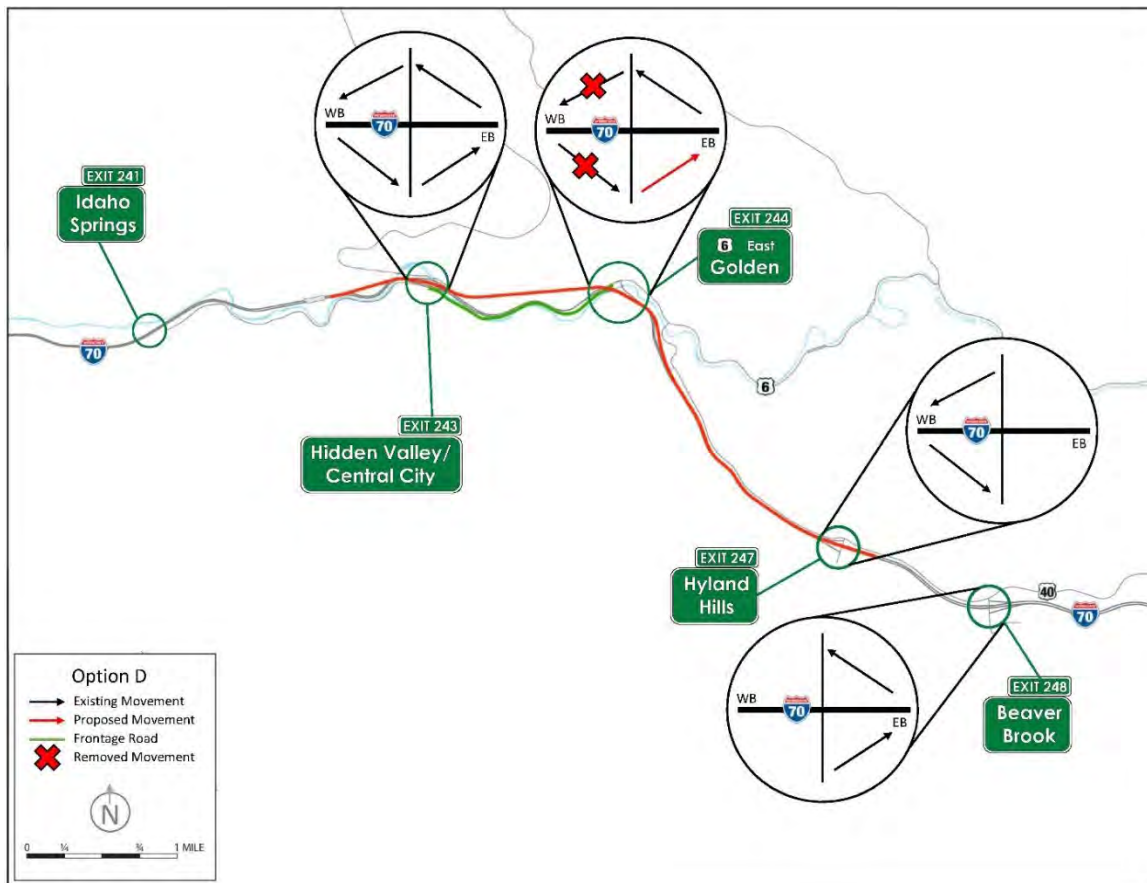 WB
70
EB
WB
70
EB
EXIT 241
Idaho
Springs
EXIT 244
6 East
Golden
70
6
EXIT 243
Hidden Valley/
Central City
WB
70
EB
EXIT 247
Hyland
Hills
40
70
WB
70
EB
EXIT 248
Beaver
Brook
Option D
Existing Movement
Proposed Movement
Frontage Road
Removed Movement
N
0 ¼ ¾ 1 MILE